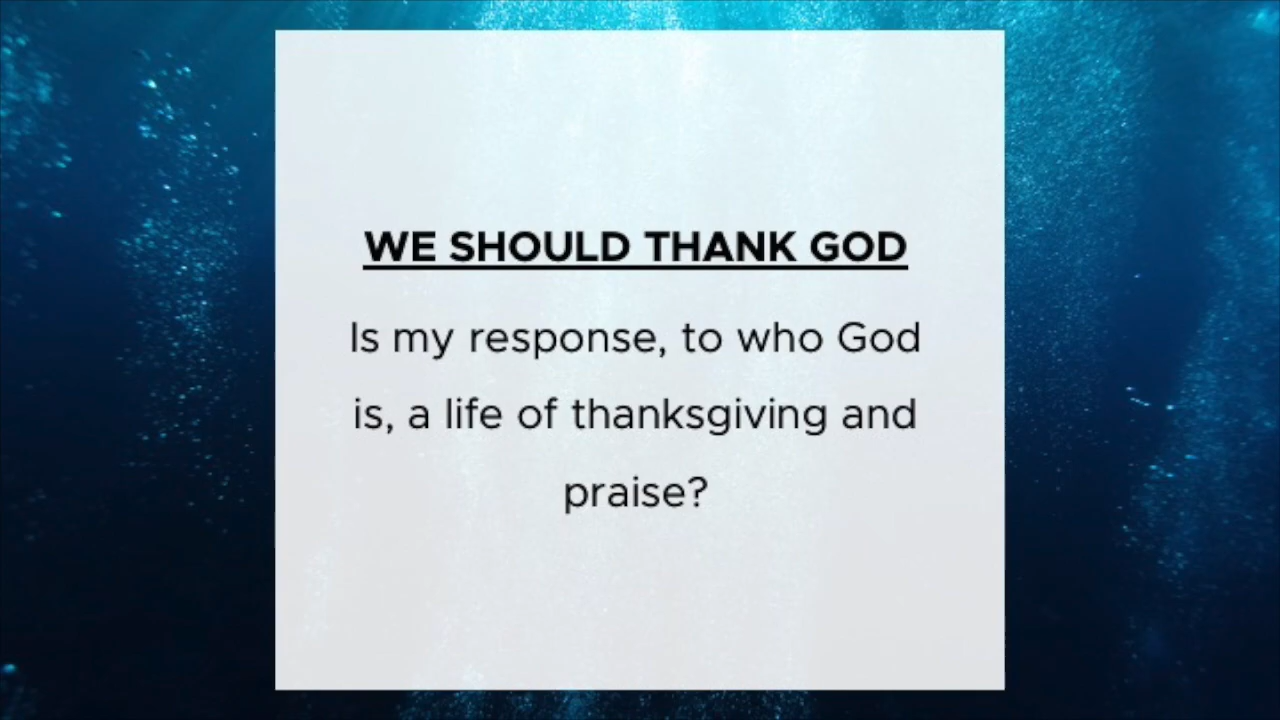 WE SHOULD THANK GOD
Is my response, to who God
is, a life of thanksgiving and
praise?